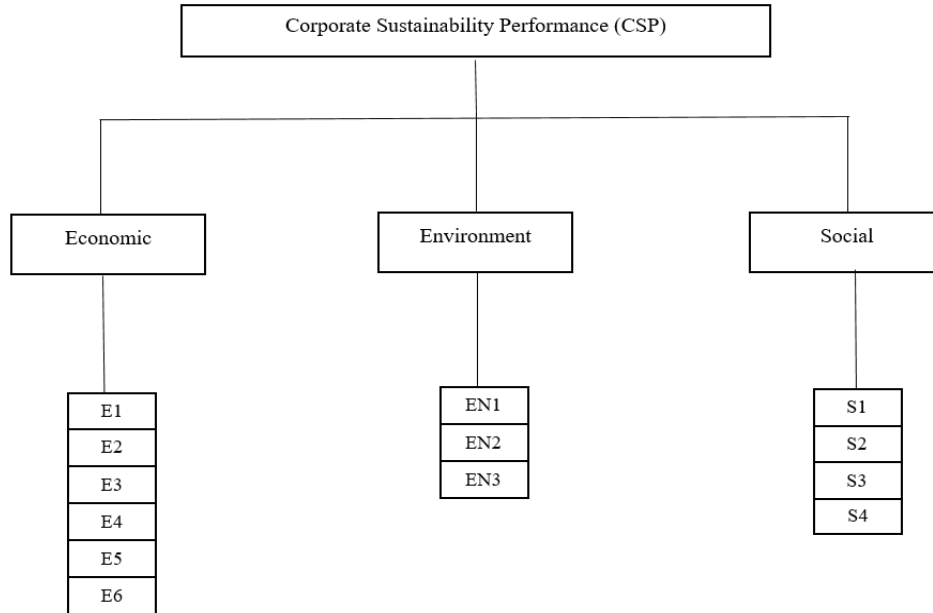 Corporate Sustainability Performance (CSP)
Economic
Environment
Social
E1
E2
E3
E4
E5
E6
EN1
EN2
EN3
S1
S2
S3
S4